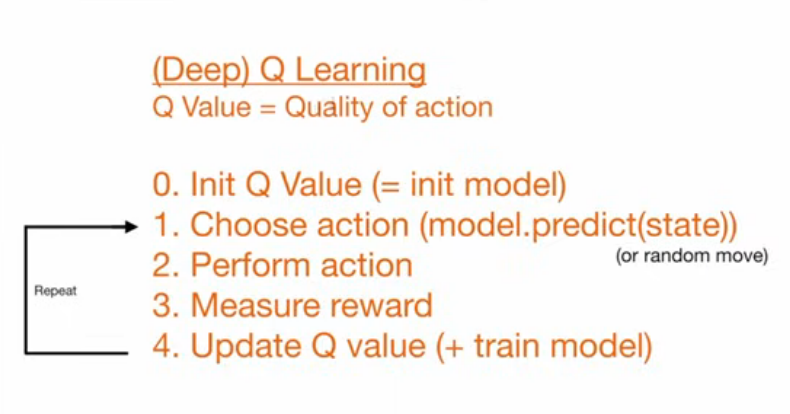 (Deep) Q Learning
Q Value = Quality of action
0. Init Q Value (= init model)
1. Choose action (model.predict(state))
(or random move)
2. Perform action
Repeat
3. Measure reward
4. Update Q value (+ train model)